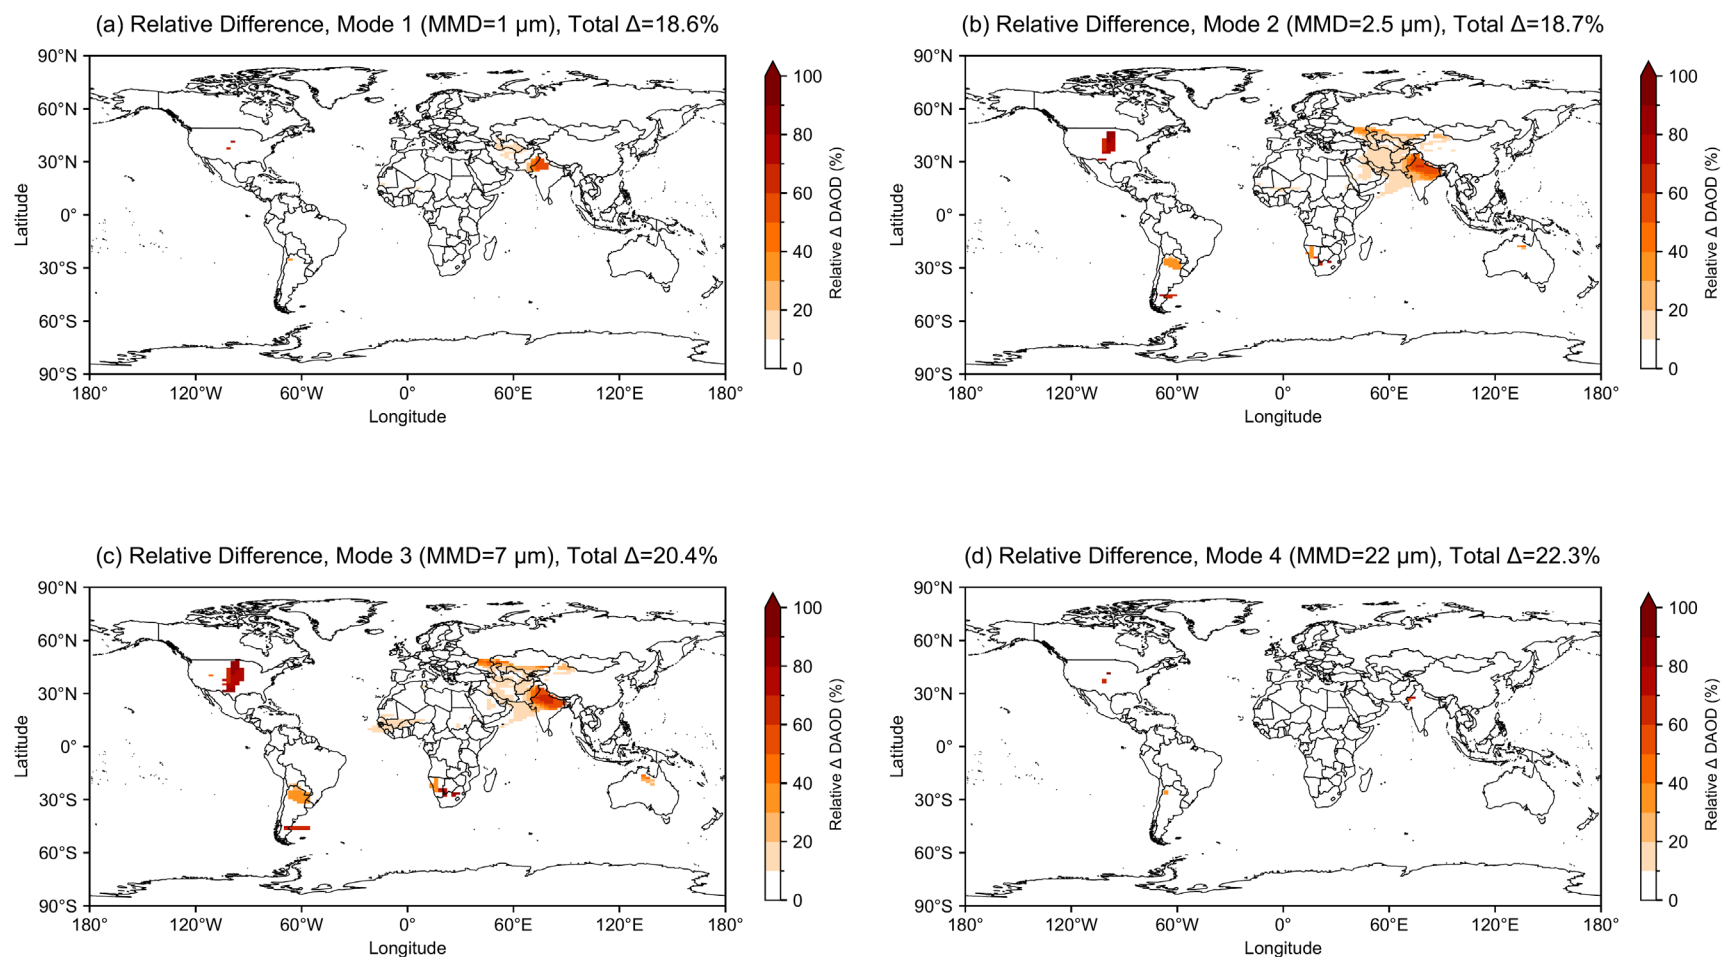 (a) Relative Difference, Mode 1 (MMD=1 μm), Total Δ=18.6%
90°N
60°N
30°N
0°
30°S
60°S
90°S
Latitude
180°
120°W
60°W
0°
60°E
120°E
180°
Longitude
100
80
60
40
20
0
Relative Δ DAOD (%)
(b) Relative Difference, Mode 2 (MMD=2.5 μm), Total Δ=18.7%
90°N
60°N
30°N
0°
30°S
60°S
90°S
Latitude
180°
120°W
60°W
0°
60°E
120°E
180°
Longitude
100
80
60
40
20
0
Relative Δ DAOD (%)
(c) Relative Difference, Mode 3 (MMD=7 μm), Total Δ=20.4%
90°N
60°N
30°N
0°
30°S
60°S
90°S
Latitude
180°
120°W
60°W
0°
60°E
120°E
180°
Longitude
100
80
60
40
20
0
Relative Δ DAOD (%)
(d) Relative Difference, Mode 4 (MMD=22 μm), Total Δ=22.3%
90°N
60°N
30°N
0°
30°S
60°S
90°S
Latitude
180°
120°W
60°W
0°
60°E
120°E
180°
Longitude
100
80
60
40
20
0
Relative Δ DAOD (%)